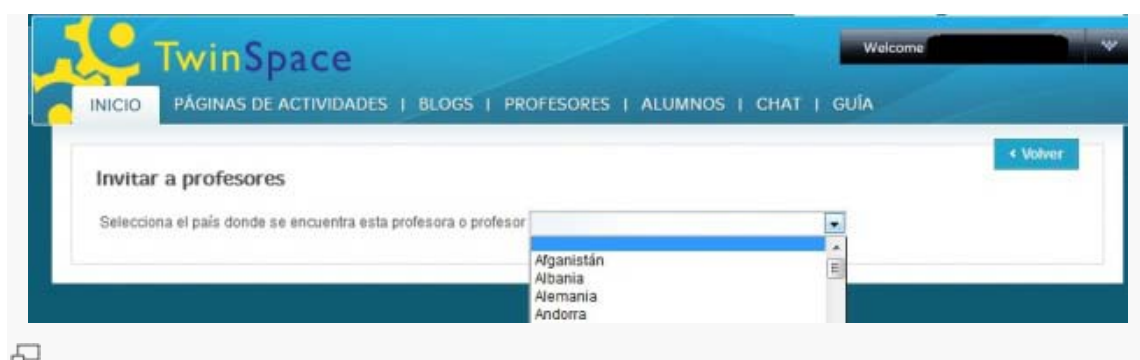 TwinSpace
Welcome
INICIO PÁGINAS DE ACTIVIDADES | BLOGS | PROFESORES | ALUMNOS | CHAT | GUÍA
< Volver
Invitar a profesores
Selecciona el país donde se encuentra esta profesora o profesor
Afganistán
Albania
Alemania
Andorra